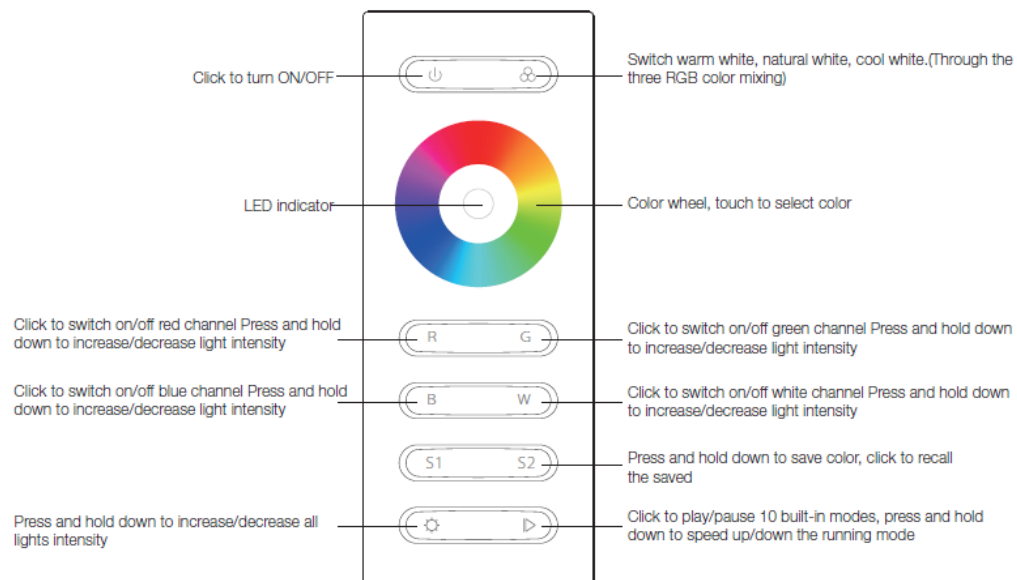 Click to turn ON/OFF
Switch warm white, natural white, cool white.(Through the
three RGB color mixing)
LED indicator
Color wheel, touch to select color
Click to switch on/off red channel Press and hold
down to increase/decrease light intensity
R
G
Click to switch on/off green channel Press and hold down
to increase/decrease light intensity
Click to switch on/off blue channel Press and hold
down to increase/decrease light intensity
B
W
Click to switch on/off white channel Press and hold down
to increase/decrease light intensity
S1
S2
Press and hold down to save color, click to recall
the saved
Press and hold down to increase/decrease all
lights intensity
Click to play/pause 10 built-in modes, press and hold
down to speed up/down the running mode